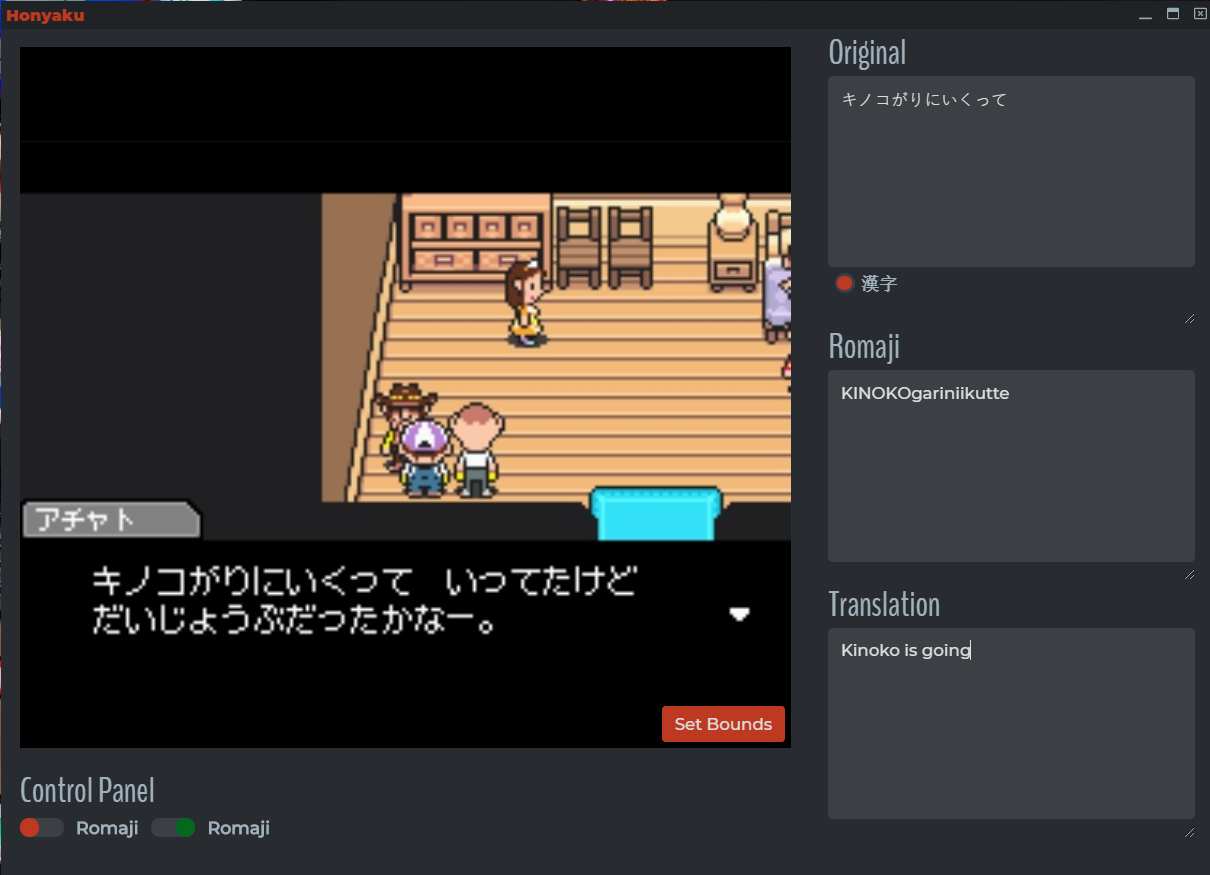 Honyaku
Original
キノコがりにいくって
漢字
Romaji
KINOKOgariniikutte
Translation
Kinoko is going
アチャト
キノコがりにいくって　いってたけど
だいじょうぶだったかなー。
Set Bounds
Control Panel
Romaji Romaji